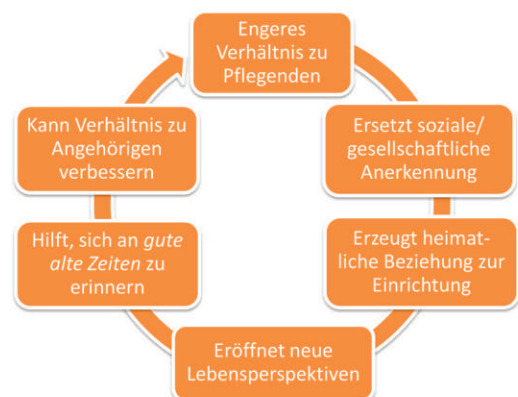 Engeres
Verhältnis zu
Pflegenden
Ersetzt soziale/
gesellschaftliche
Anerkennung
Erzeugt heimat-
liche Beziehung zur
Einrichtung
Eröffnet neue
Lebensperspektiven
Hilft, sich an gute
alte Zeiten zu
erinnern
Kann Verhältnis zu
Angehörigen
verbessern